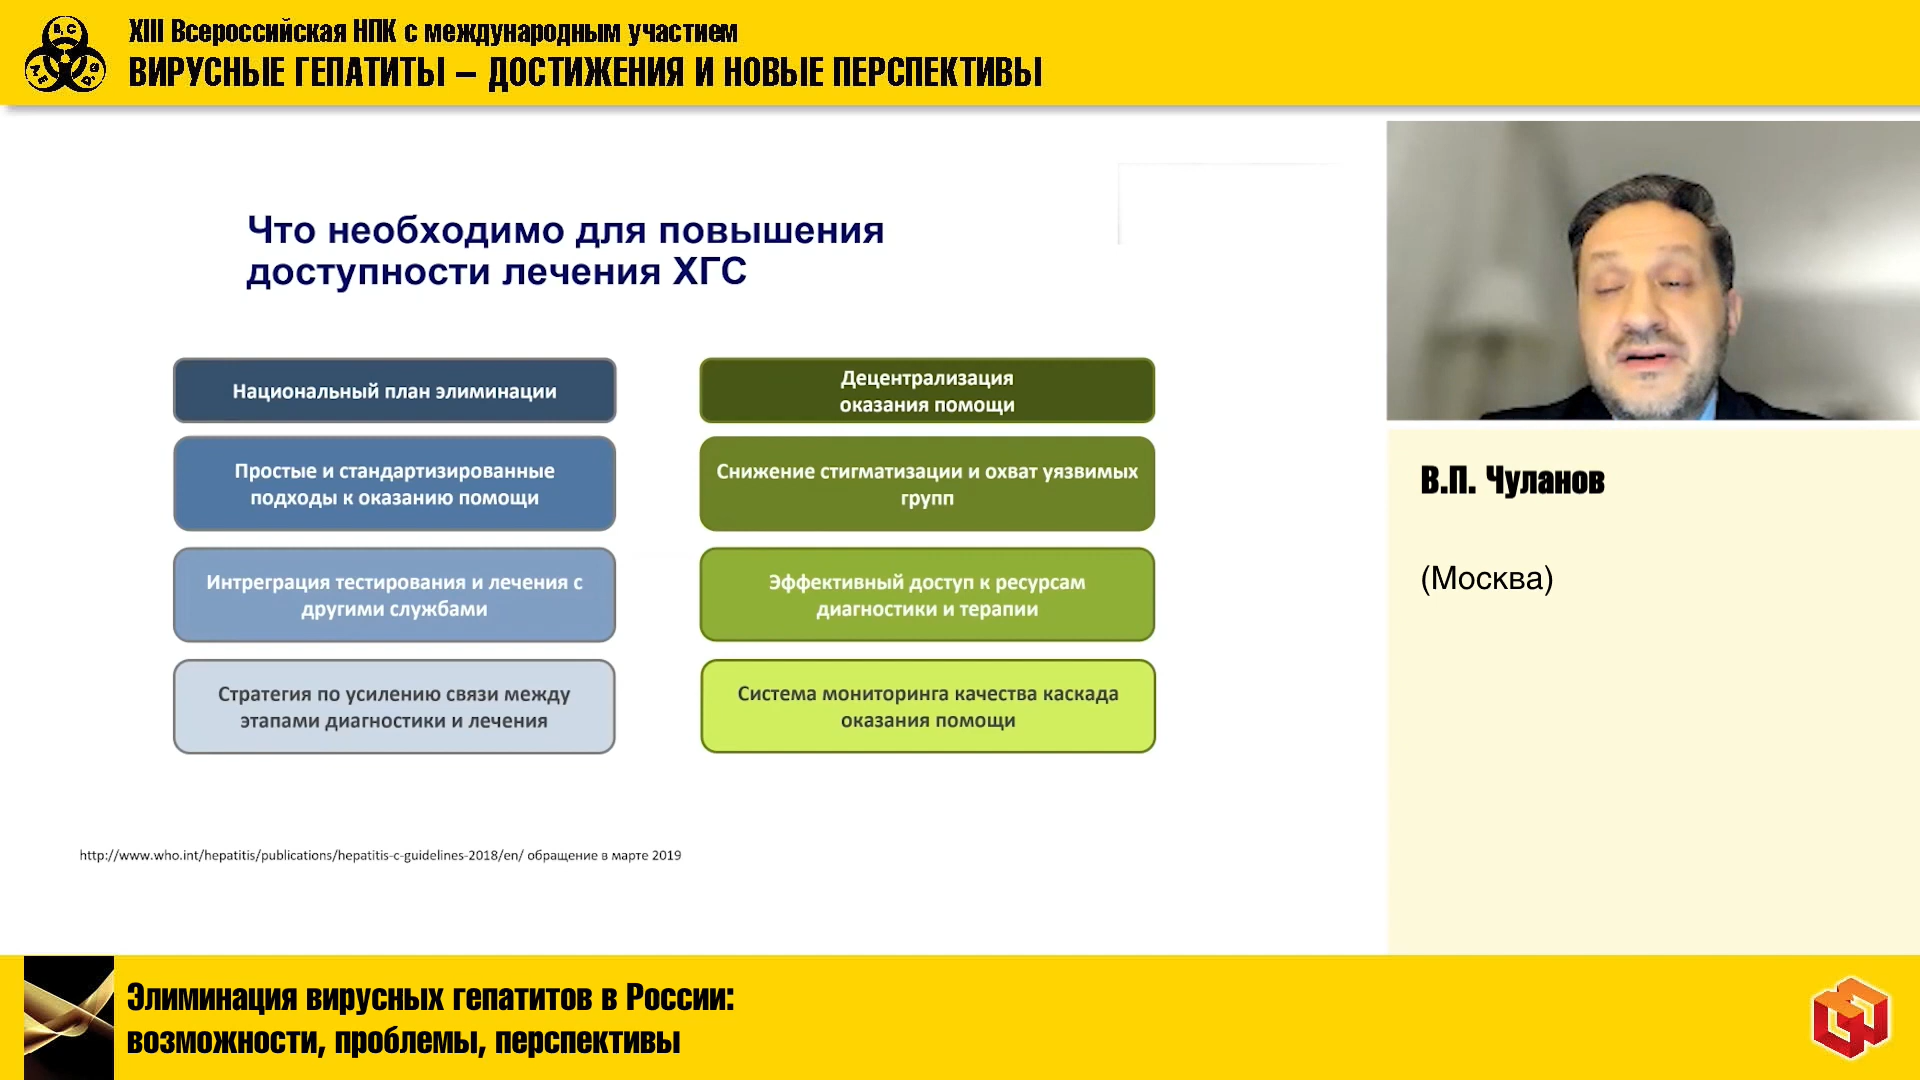 XIII Всероссийская НПК с международным участием
ВИРУСНЫЕ ГЕПАТИТЫ – ДОСТИЖЕНИЯ И НОВЫЕ ПЕРСПЕКТИВЫ
Что необходимо для повышения
доступности лечения ХГС
Национальный план элиминации
Простые и стандартизированные
подходы к оказанию помощи
Интреграция тестирования и лечения с
другими службами
Стратегия по усилению связи между
этапами диагностики и лечения
Децентрализация
оказания помощи
Снижение стигматизации и охват уязвимых
групп
Эффективный доступ к ресурсам
диагностики и терапии
Система мониторинга качества каскада
оказания помощи
http://www.who.int/hepatitis/publications/hepatitis-c-guidelines-2018/en/ обращение в марте 2019
В.П. Чуланов
(Москва)
Элиминация вирусных гепатитов в России:
возможности, проблемы, перспективы